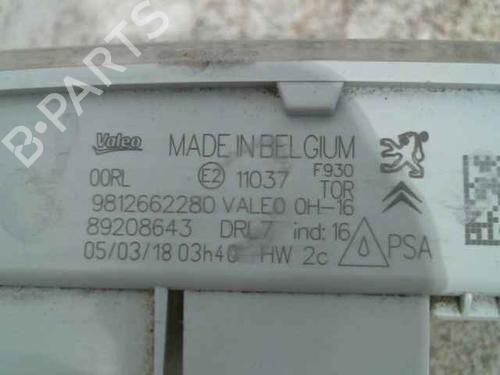 B-PARTS
Valeo MADE IN BELGIUM
00RL E2 11037 F930
TOR
9812662280 VALEO 0H-16
89208643 DRL7 ind: 16
05/03/18 03h40 HW 2c PSA